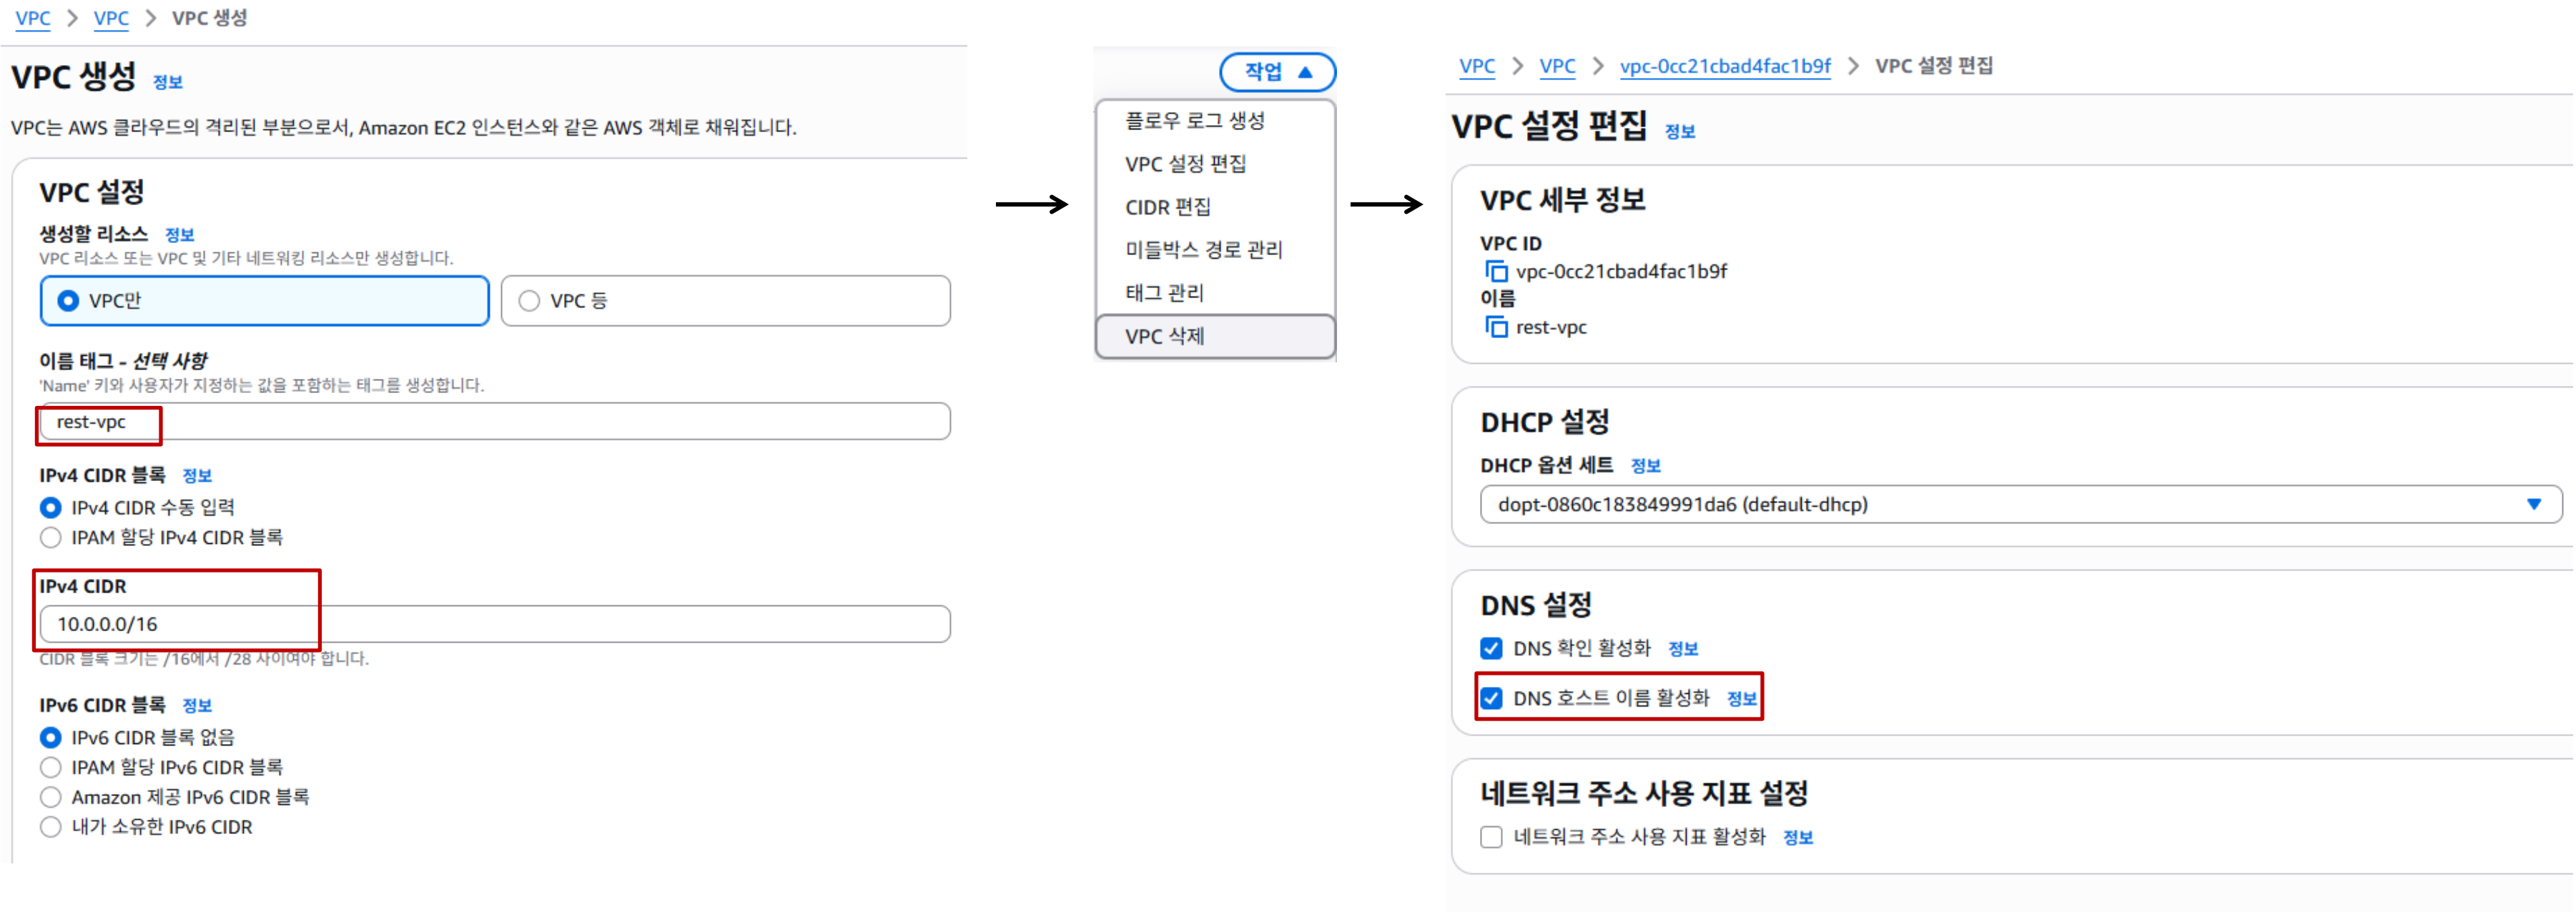 VPC > VPC > VPC 생성
VPC 생성 정보
VPC는 AWS 클라우드의 격리된 부분으로서, Amazon EC2 인스턴스와 같은 AWS 객체로 채워집니다.
VPC 설정
생성할 리소스 정보
VPC 리소스 또는 VPC 및 기타 네트워킹 리소스만 생성합니다.
VPC만
VPC 등
이름 태그 - 선택 사항
'Name' 키와 사용자가 지정하는 값을 포함하는 태그를 생성합니다.
rest-vpc
IPv4 CIDR 블록 정보
IPv4 CIDR 수동 입력
IPAM 할당 IPv4 CIDR 블록
IPv4 CIDR
10.0.0.0/16
CIDR 블록 크기는 /16에서 /28 사이여야 합니다.
IPv6 CIDR 블록 정보
IPv6 CIDR 블록 없음
IPAM 할당 IPv6 CIDR 블록
Amazon 제공 IPv6 CIDR 블록
내가 소유한 IPv6 CIDR
작업
플로우 로그 생성
VPC 설정 편집
CIDR 편집
미들박스 경로 관리
태그 관리
VPC 삭제
VPC > VPC > vpc-0cc21cbad4fac1b9f > VPC 설정 편집
VPC 설정 편집 정보
VPC 세부 정보
VPC ID
vpc-0cc21cbad4fac1b9f
이름
rest-vpc
DHCP 설정
DHCP 옵션 세트 정보
dopt-0860c183849991da6 (default-dhcp)
DNS 설정
DNS 확인 활성화 정보
DNS 호스트 이름 활성화 정보
네트워크 주소 사용 지표 설정
네트워크 주소 사용 지표 활성화 정보